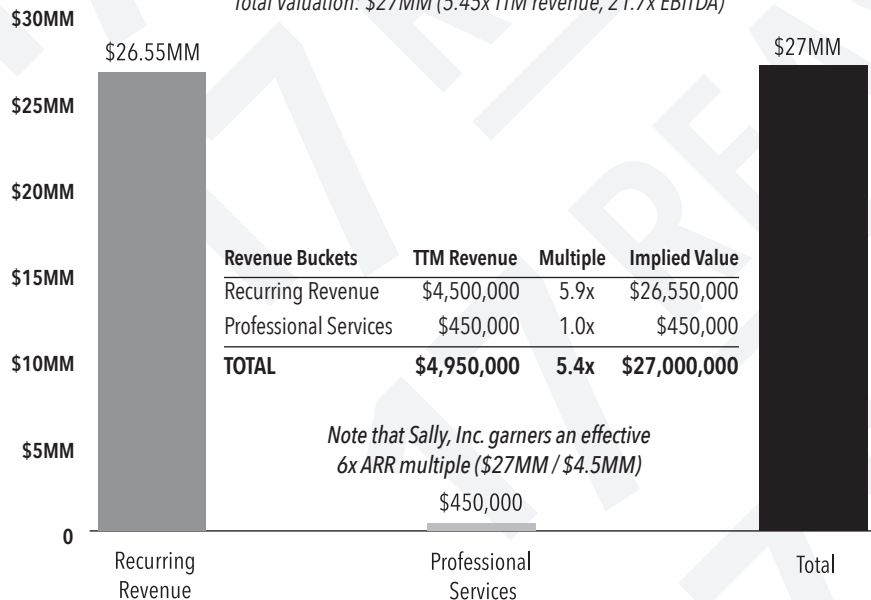 Total Valuation: $27MM (5.45x TTM revenue, 21.7x EBITDA)
$30MM
$26.55MM
$27MM
$25MM
$20MM
Revenue Buckets TTM Revenue Multiple Implied Value
$15MM
Recurring Revenue $4,500,000 5.9x $26,550,000
Professional Services $450,000 1.0x $450,000
$10MM
TOTAL $4,950,000 5.4x $27,000,000
Note that Sally, Inc. garners an effective
$5MM
6x ARR multiple ($27MM / $4.5MM)
$450,000
0
Recurring
Revenue
Professional
Services
Total